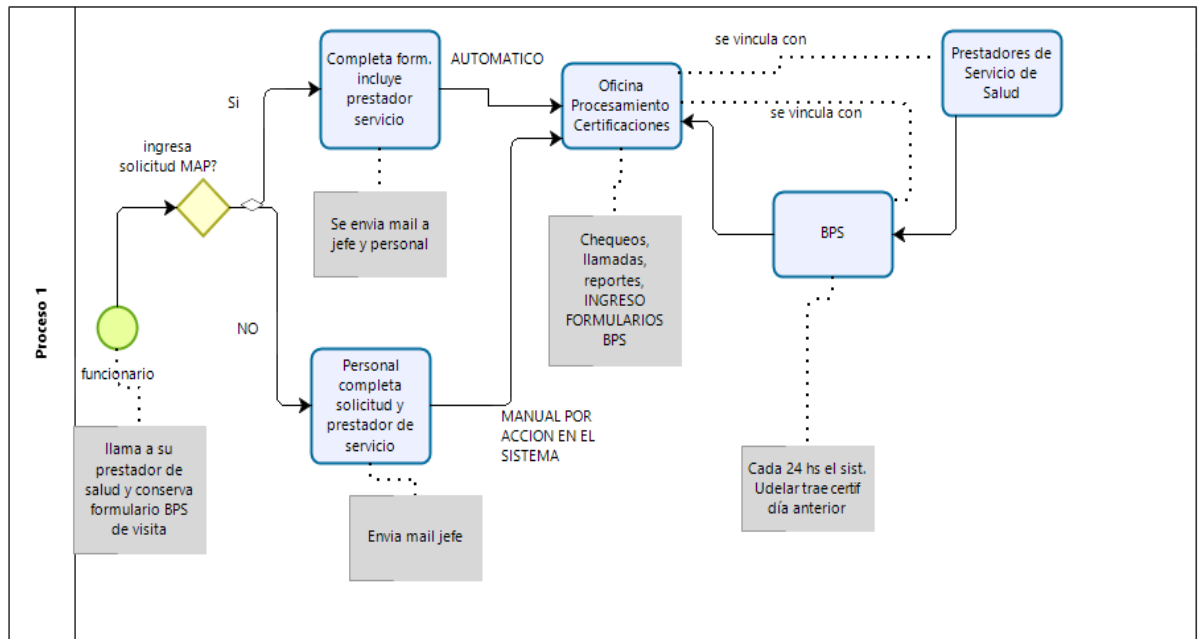 Proceso 1
funcionario
llama a su
prestador de
salud y conserva
formulario BPS
de visita
ingresa
solicitud MAP?
Si
NO
Completa form.
incluye
prestador
servicio
AUTOMATICO
Se envia mail a
jefe y personal
Personal
completa
solicitud y
prestador de
servicio
MANUAL POR
ACCION EN EL
SISTEMA
Envia mail jefe
Oficina
Procesamiento
Certificaciones
Chequeos,
llamadas,
reportes,
INGRESO
FORMULARIOS
BPS
se vincula con
se vincula con
Prestadores de
Servicio de
Salud
BPS
Cada 24 hs el sist.
Udelar trae certif
día anterior